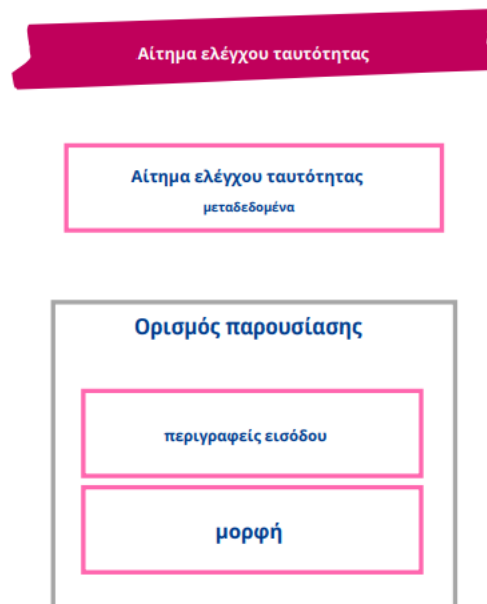 Αίτημα ελέγχου ταυτότητας
Αίτημα ελέγχου ταυτότητας
μεταδεδομένα
Ορισμός παρουσίασης
περιγραφείς εισόδου
μορφή